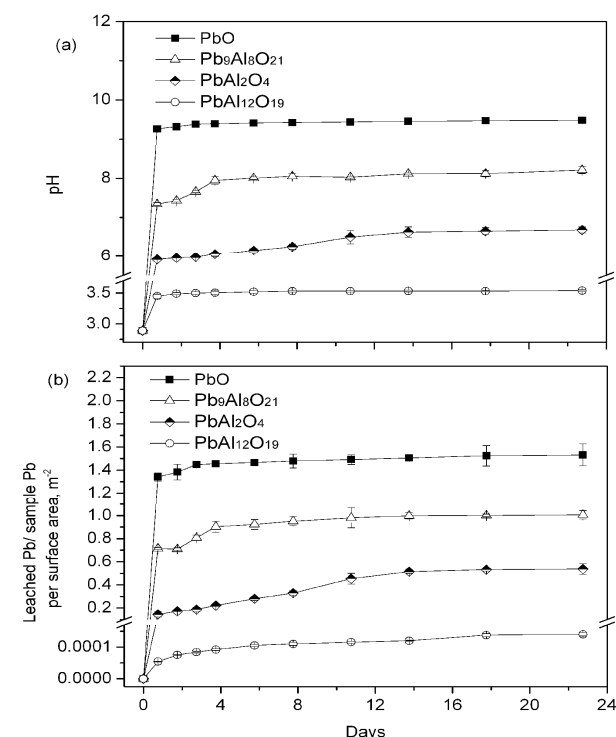 (a)
PbO
Pb₉Al₈O₂₁
PbAl₂O₄
PbAl₁₂O₁₉
12
10
8
6
3.5
3.0
pH
(b)
PbO
Pb₉Al₈O₂₁
PbAl₂O₄
PbAl₁₂O₁₉
2.2
2.0
1.8
1.6
1.4
1.2
1.0
0.8
0.6
0.4
0.2
0.0001
0.0000
Leached Pb/ sample Pb
per surface area, m⁻²
0 4 8 12 16 20 24
Days